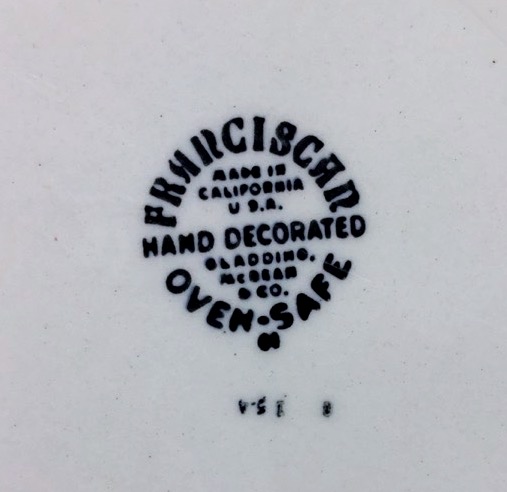 FRANCISCAN
MADE IN
CALIFORNIA
U S.A.
HAND DECORATED
GLADDING,
MCBEAN
& CO.
OVEN-SAFE